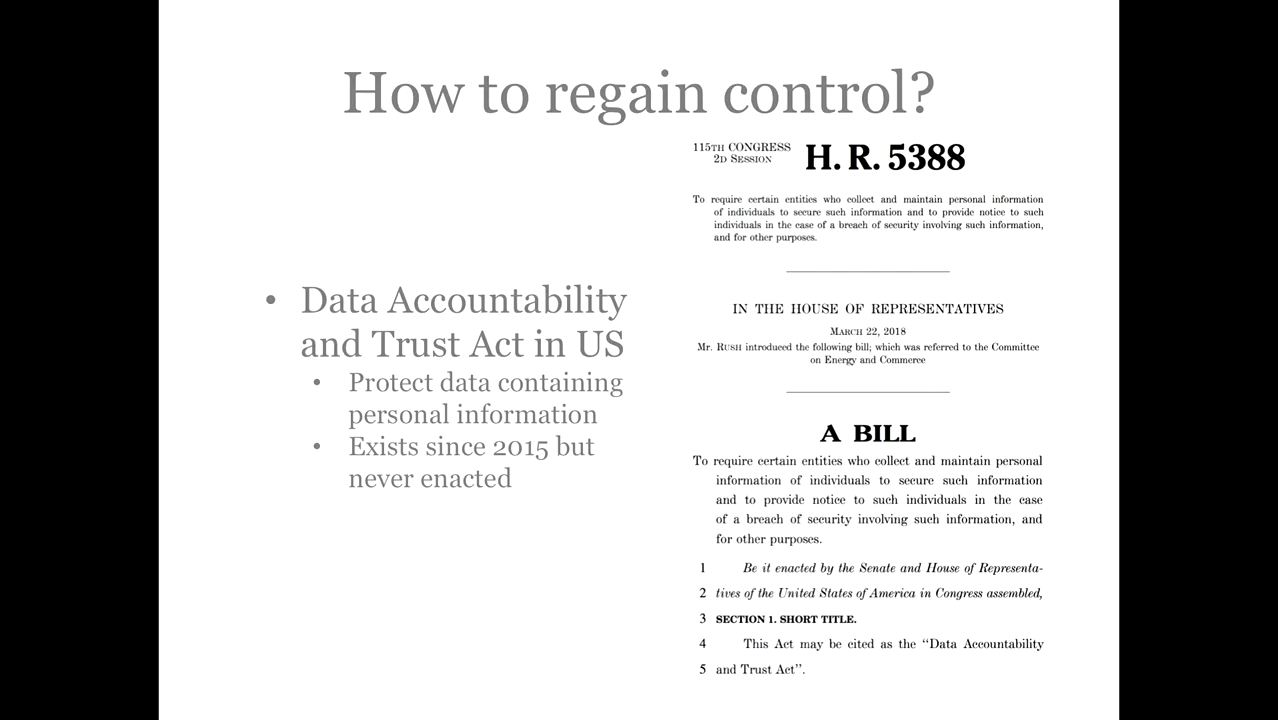 How to regain control?
• Data Accountability
and Trust Act in US
• Protect data containing
personal information
• Exists since 2015 but
never enacted
115TH CONGRESS
2D SESSION
H. R. 5388
To require certain entities who collect and maintain personal information
of individuals to secure such information and to provide notice to such
individuals in the case of a breach of security involving such information,
and for other purposes.
IN THE HOUSE OF REPRESENTATIVES
MARCH 22, 2018
Mr. RUSH introduced the following bill; which was referred to the Committee
on Energy and Commerce
A BILL
To require certain entities who collect and maintain personal
information of individuals to secure such information
and to provide notice to such individuals in the case
of a breach of security involving such information, and
for other purposes.
1 Be it enacted by the Senate and House of Representa-
2 tives of the United States of America in Congress assembled,
3 SECTION 1. SHORT TITLE.
4 This Act may be cited as the ‘‘Data Accountability
5 and Trust Act’’.